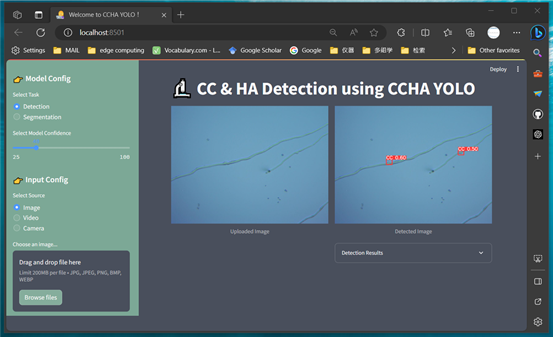 Welcome to CCHA YOLO !
localhost:8501
Settings
MAIL
edge computing
Vocabulary.com - L...
Google Scholar
Google
仪器
多萌学
检索
Other favorites
Deploy
Model Config
Select Task
Detection
Segmentation
Select Model Confidence
25 100
Input Config
Select Source
Image
Video
Camera
Choose an image...
Drag and drop file here
Limit 200MB per file • JPG, JPEG, PNG, BMP,
WEBP
Browse files
CC & HA Detection using CCHA YOLO
CC 0.60
CC 0.50
Uploaded Image
Detected Image
Detection Results